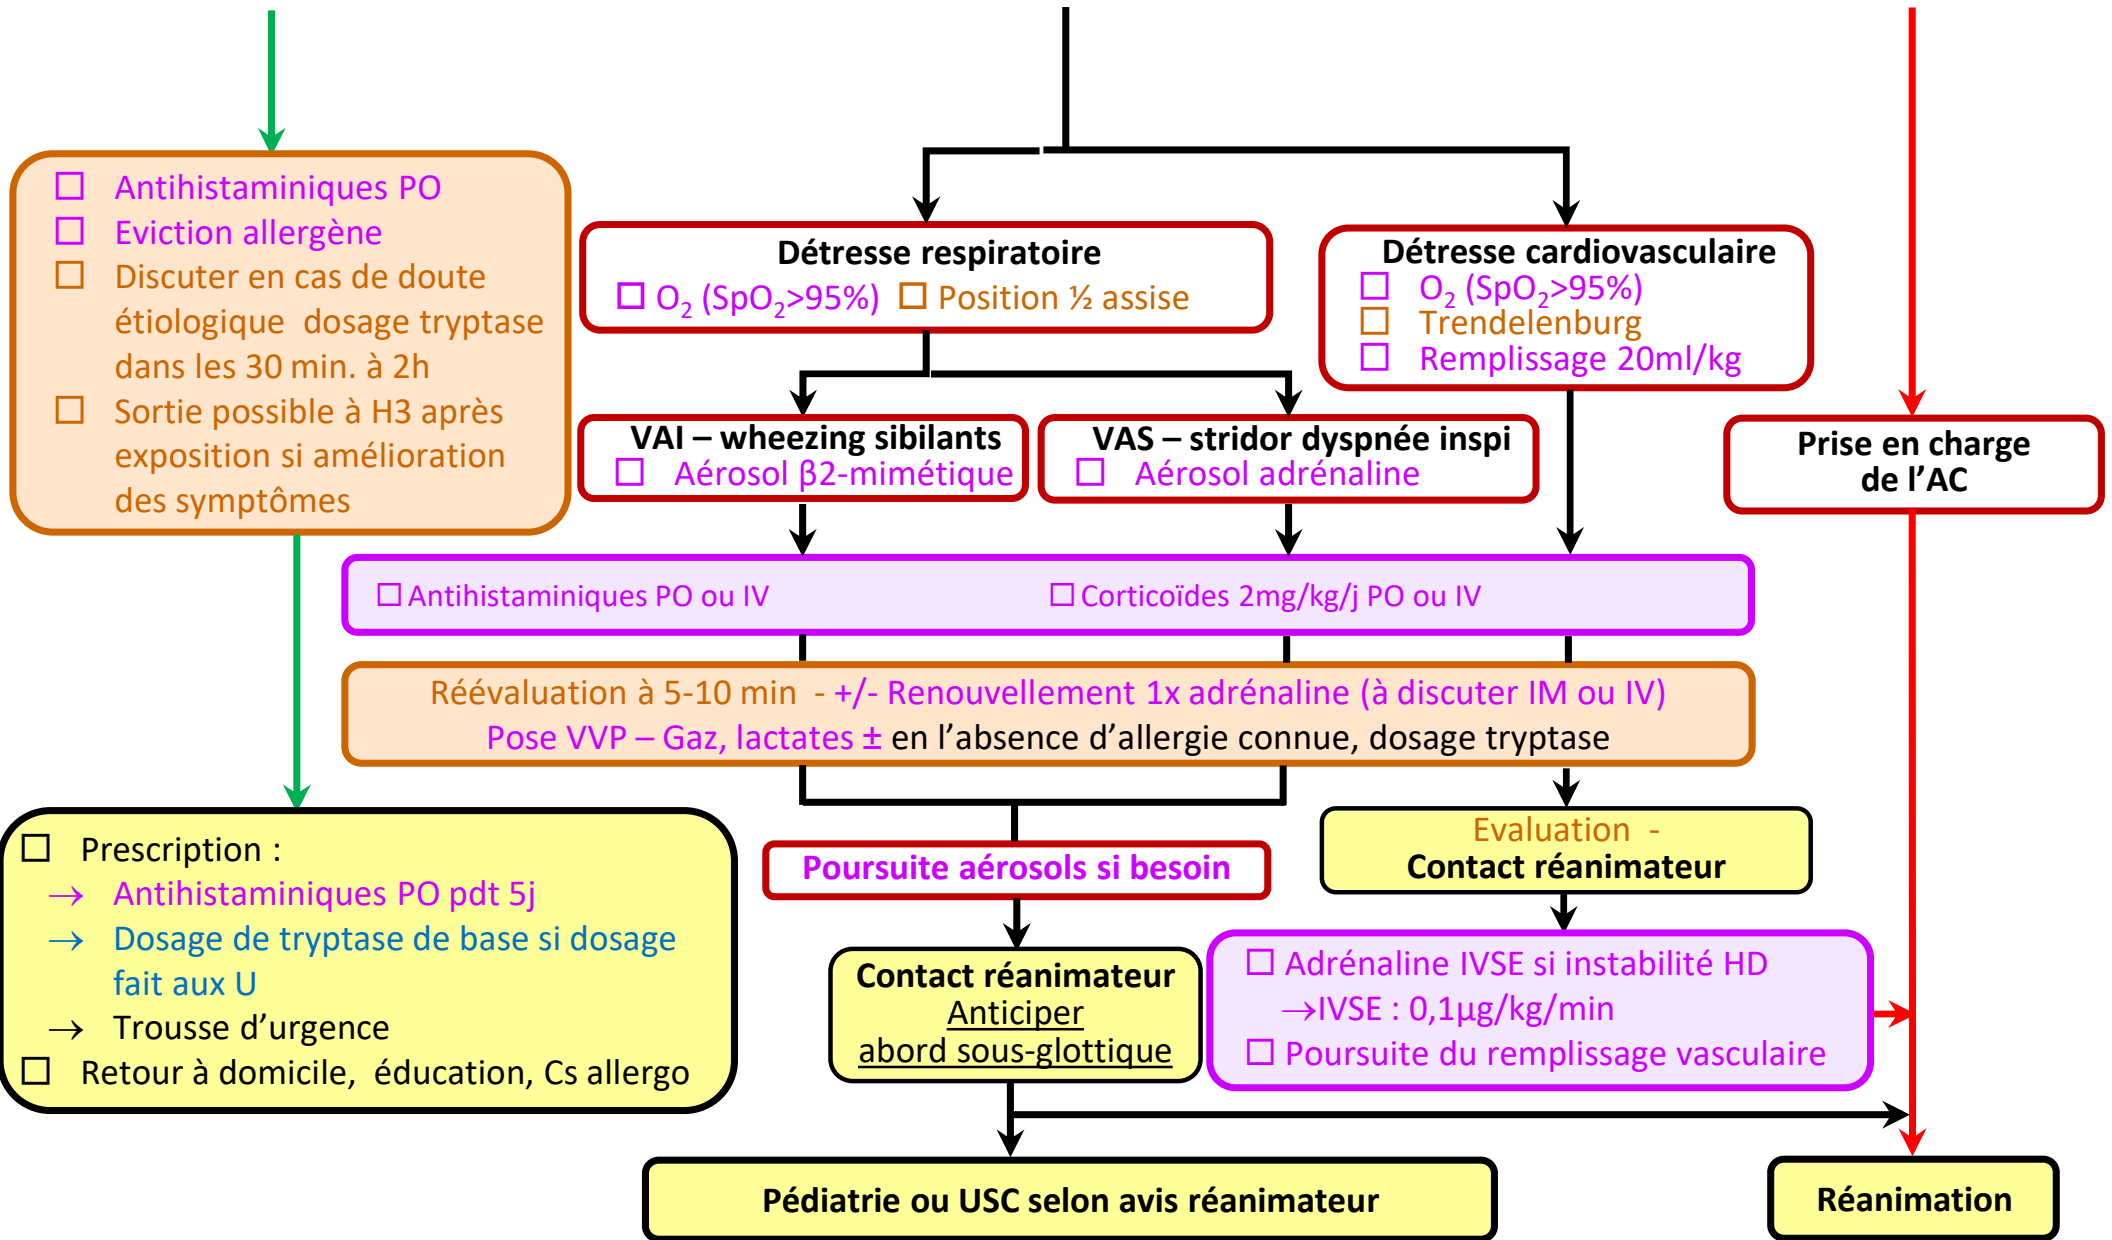 ☐ Antihistaminiques PO
☐ Eviction allergène
☐ Discuter en cas de doute
étiologique dosage tryptase
dans les 30 min. à 2h
☐ Sortie possible à H3 après
exposition si amélioration
des symptômes
Détresse respiratoire
☐ O₂ (SpO₂>95%) ☐ Position ½ assise
Détresse cardiovasculaire
☐ O₂ (SpO₂>95%)
☐ Trendelenburg
☐ Remplissage 20ml/kg
VAI – wheezing sibilants
☐ Aérosol β2-mimétique
VAS – stridor dyspnée inspi
☐ Aérosol adrénaline
Prise en charge
de l’AC
☐ Antihistaminiques PO ou IV ☐ Corticoïdes 2mg/kg/j PO ou IV
Réévaluation à 5-10 min - +/- Renouvellement 1x adrénaline (à discuter IM ou IV)
Pose VVP – Gaz, lactates ± en l’absence d’allergie connue, dosage tryptase
☐ Prescription :
→ Antihistaminiques PO pdt 5j
→ Dosage de tryptase de base si dosage
fait aux U
→ Trousse d’urgence
☐ Retour à domicile, éducation, Cs allergo
Poursuite aérosols si besoin
Evaluation -
Contact réanimateur
Contact réanimateur
Anticiper
abord sous-glottique
☐ Adrénaline IVSE si instabilité HD
→IVSE : 0,1µg/kg/min
☐ Poursuite du remplissage vasculaire
Pédiatrie ou USC selon avis réanimateur
Réanimation